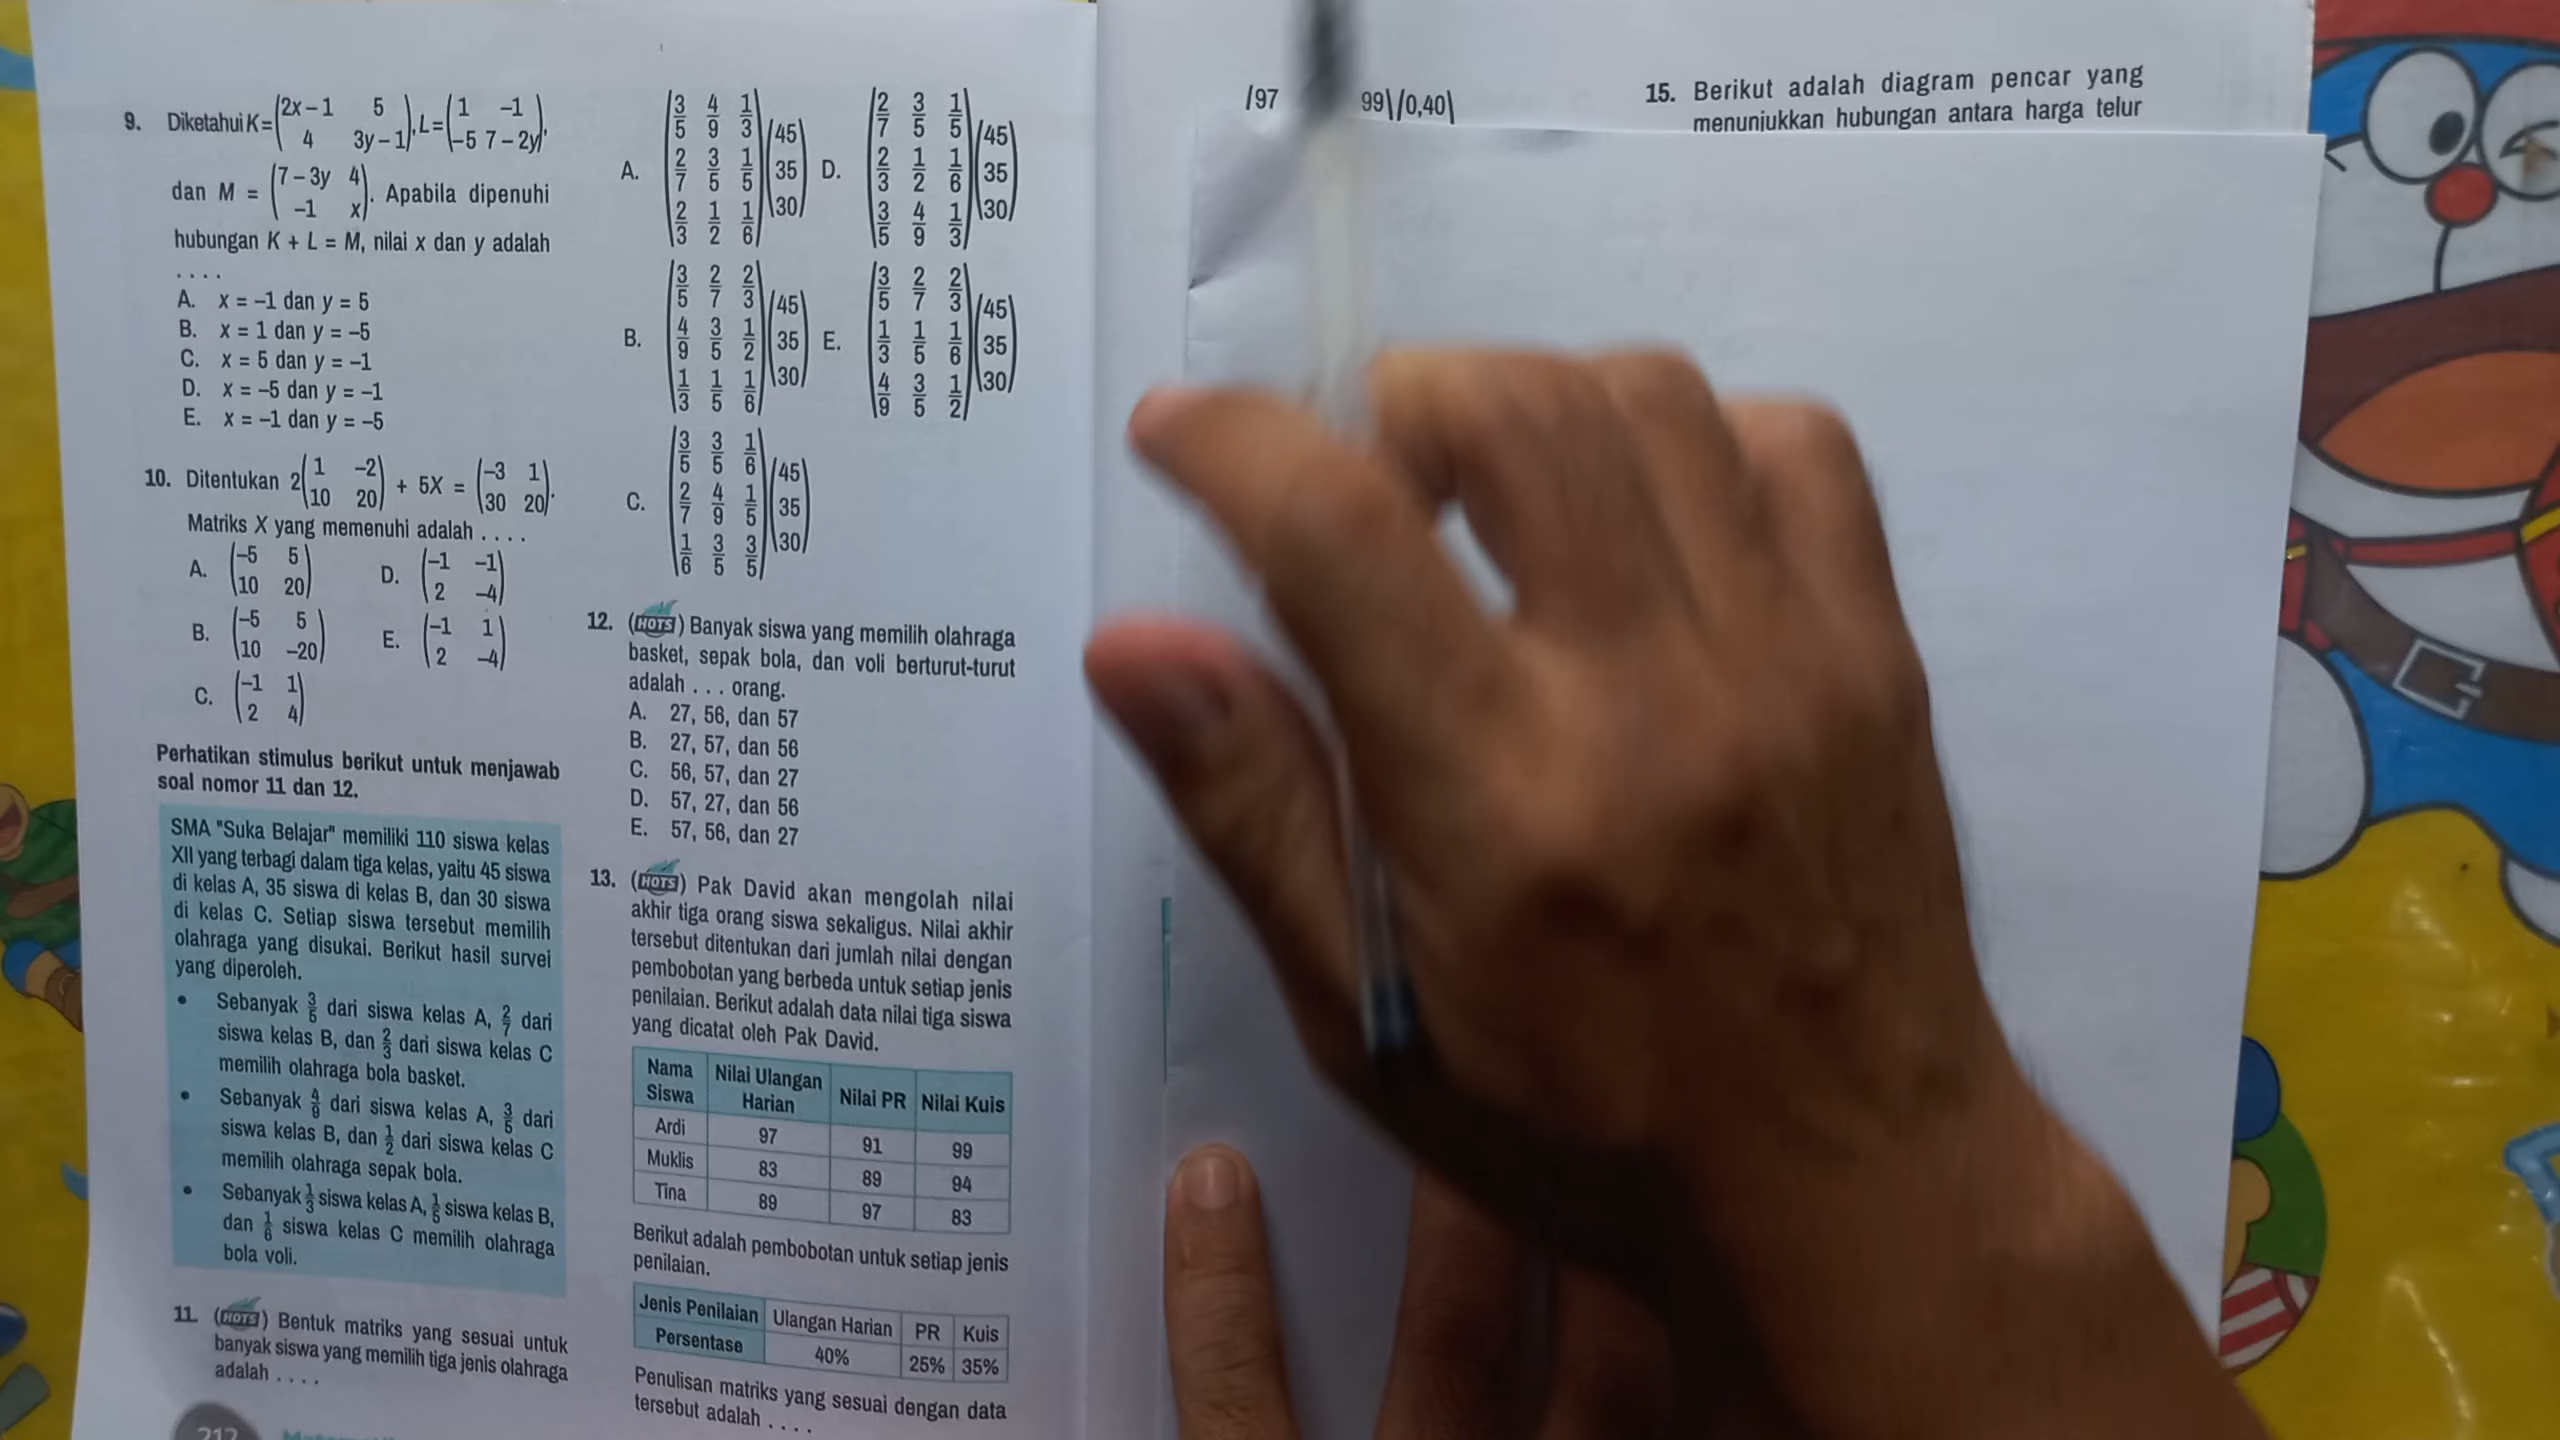 9. Diketahui K = (2x – 1 5), L = (1 –1),
(4 3y – 1) (–5 7 – 2y)
dan M = (7 – 3y 4). Apabila dipenuhi
(–1 x)
hubungan K + L = M, nilai x dan y adalah
. . . .
A. x = –1 dan y = 5
B. x = 1 dan y = –5
C. x = 5 dan y = –1
D. x = –5 dan y = –1
E. x = –1 dan y = –5
10. Ditentukan 2(1 –2) + 5X = (–3 1).
(10 20) (30 20)
Matriks X yang memenuhi adalah . . . .
A. (–5 5) D. (–1 –1)
(10 20) (2 –4)
B. (–5 5) E. (–1 1)
(10 –20) (2 –4)
C. (–1 1)
(2 4)
Perhatikan stimulus berikut untuk menjawab
soal nomor 11 dan 12.
SMA "Suka Belajar" memiliki 110 siswa kelas
XII yang terbagi dalam tiga kelas, yaitu 45 siswa
di kelas A, 35 siswa di kelas B, dan 30 siswa
di kelas C. Setiap siswa tersebut memilih
olahraga yang disukai. Berikut hasil survei
yang diperoleh.
• Sebanyak 3/5 dari siswa kelas A, 2/7 dari
siswa kelas B, dan 2/3 dari siswa kelas C
memilih olahraga bola basket.
• Sebanyak 4/9 dari siswa kelas A, 3/5 dari
siswa kelas B, dan 1/2 dari siswa kelas C
memilih olahraga sepak bola.
• Sebanyak 1/3 siswa kelas A, 1/5 siswa kelas B,
dan 1/6 siswa kelas C memilih olahraga
bola voli.
11. (HOTS) Bentuk matriks yang sesuai untuk
banyak siswa yang memilih tiga jenis olahraga
adalah . . . .
212
A. (3/5 4/9 1/3) (45) D. (2/7 3/5 1/5) (45)
(2/7 3/5 1/5) (35) (2/3 1/2 1/6) (35)
(2/3 1/2 1/6) (30) (3/5 4/9 1/3) (30)
B. (3/5 2/7 2/3) (45) E. (3/5 2/7 2/3) (45)
(4/9 3/5 1/2) (35) (1/3 1/5 1/6) (35)
(1/3 1/5 1/6) (30) (4/9 3/5 1/2) (30)
C. (3/5 3/5 1/6) (45)
(2/7 4/9 1/5) (35)
(1/6 3/5 3/5) (30)
12. (HOTS) Banyak siswa yang memilih olahraga
basket, sepak bola, dan voli berturut-turut
adalah . . . orang.
A. 27, 56, dan 57
B. 27, 57, dan 56
C. 56, 57, dan 27
D. 57, 27, dan 56
E. 57, 56, dan 27
13. (HOTS) Pak David akan mengolah nilai
akhir tiga orang siswa sekaligus. Nilai akhir
tersebut ditentukan dari jumlah nilai dengan
pembobotan yang berbeda untuk setiap jenis
penilaian. Berikut adalah data nilai tiga siswa
yang dicatat oleh Pak David.
Nama Siswa Nilai Ulangan Harian Nilai PR Nilai Kuis
Ardi 97 91 99
Muklis 83 89 94
Tina 89 97 83
Berikut adalah pembobotan untuk setiap jenis
penilaian.
Jenis Penilaian Ulangan Harian PR Kuis
Persentase 40% 25% 35%
Penulisan matriks yang sesuai dengan data
tersebut adalah . . . .
(97 99) (0,40)
15. Berikut adalah diagram pencar yang
menunjukkan hubungan antara harga telur